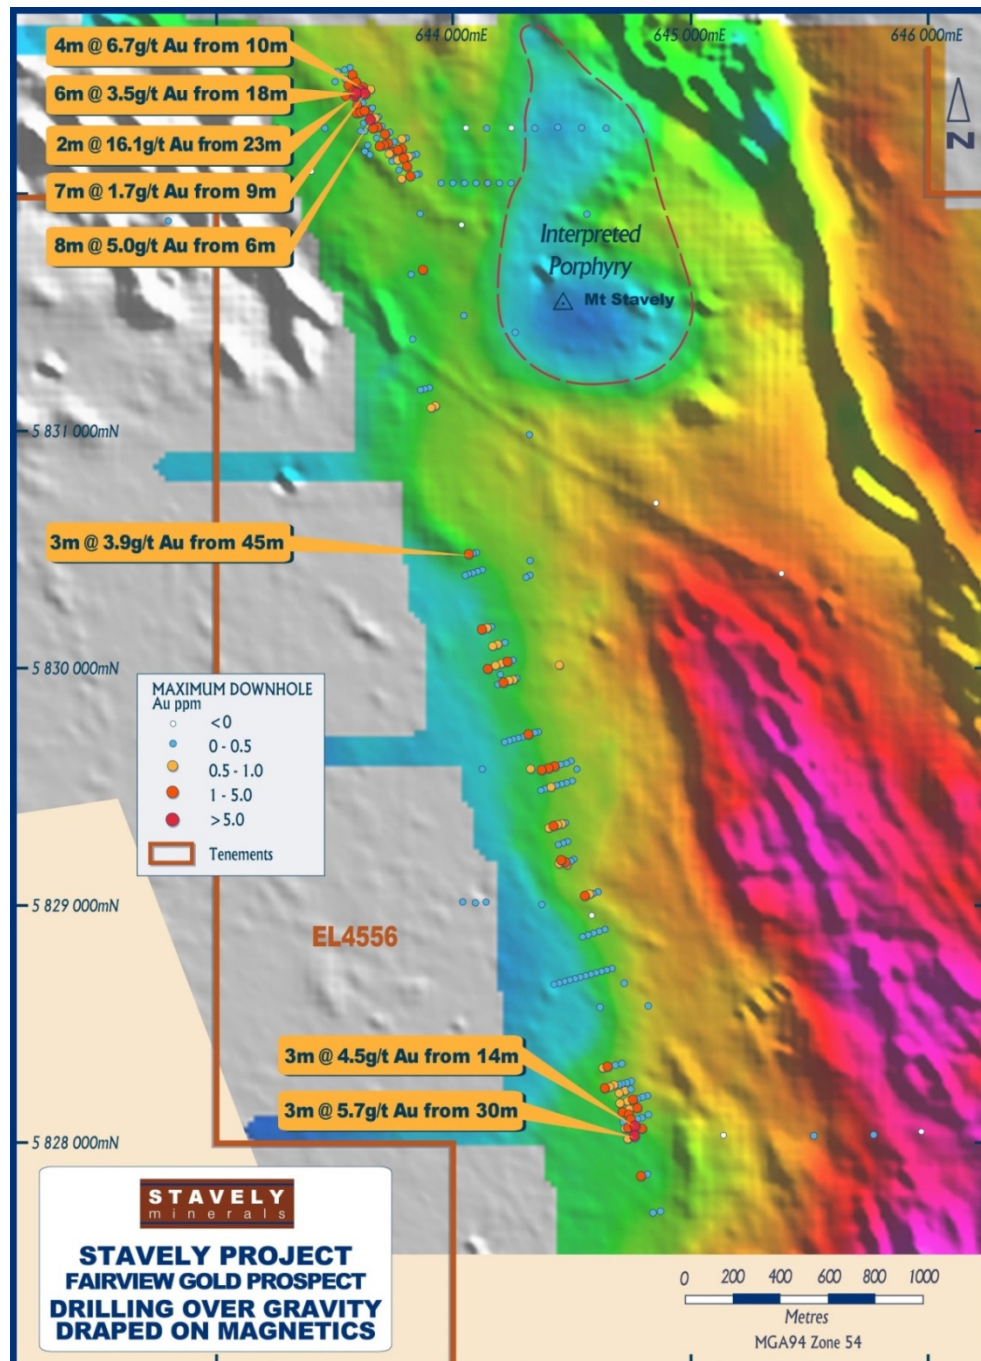 644 000mE
645 000mE
646 000mE
4m @ 6.7g/t Au from 10m
6m @ 3.5g/t Au from 18m
2m @ 16.1g/t Au from 23m
7m @ 1.7g/t Au from 9m
8m @ 5.0g/t Au from 6m
N
Interpreted
Porphyry
Mt Stavely
5 831 000mN
3m @ 3.9g/t Au from 45m
5 830 000mN
MAXIMUM DOWNHOLE
Au ppm
<0
0 - 0.5
0.5 - 1.0
1 - 5.0
>5.0
Tenements
5 829 000mN
EL4556
3m @ 4.5g/t Au from 14m
3m @ 5.7g/t Au from 30m
5 828 000mN
STAVELY
minerals
STAVELY PROJECT
FAIRVIEW GOLD PROSPECT
DRILLING OVER GRAVITY
DRAPED ON MAGNETICS
0 200 400 600 800 1000
Metres
MGA94 Zone 54